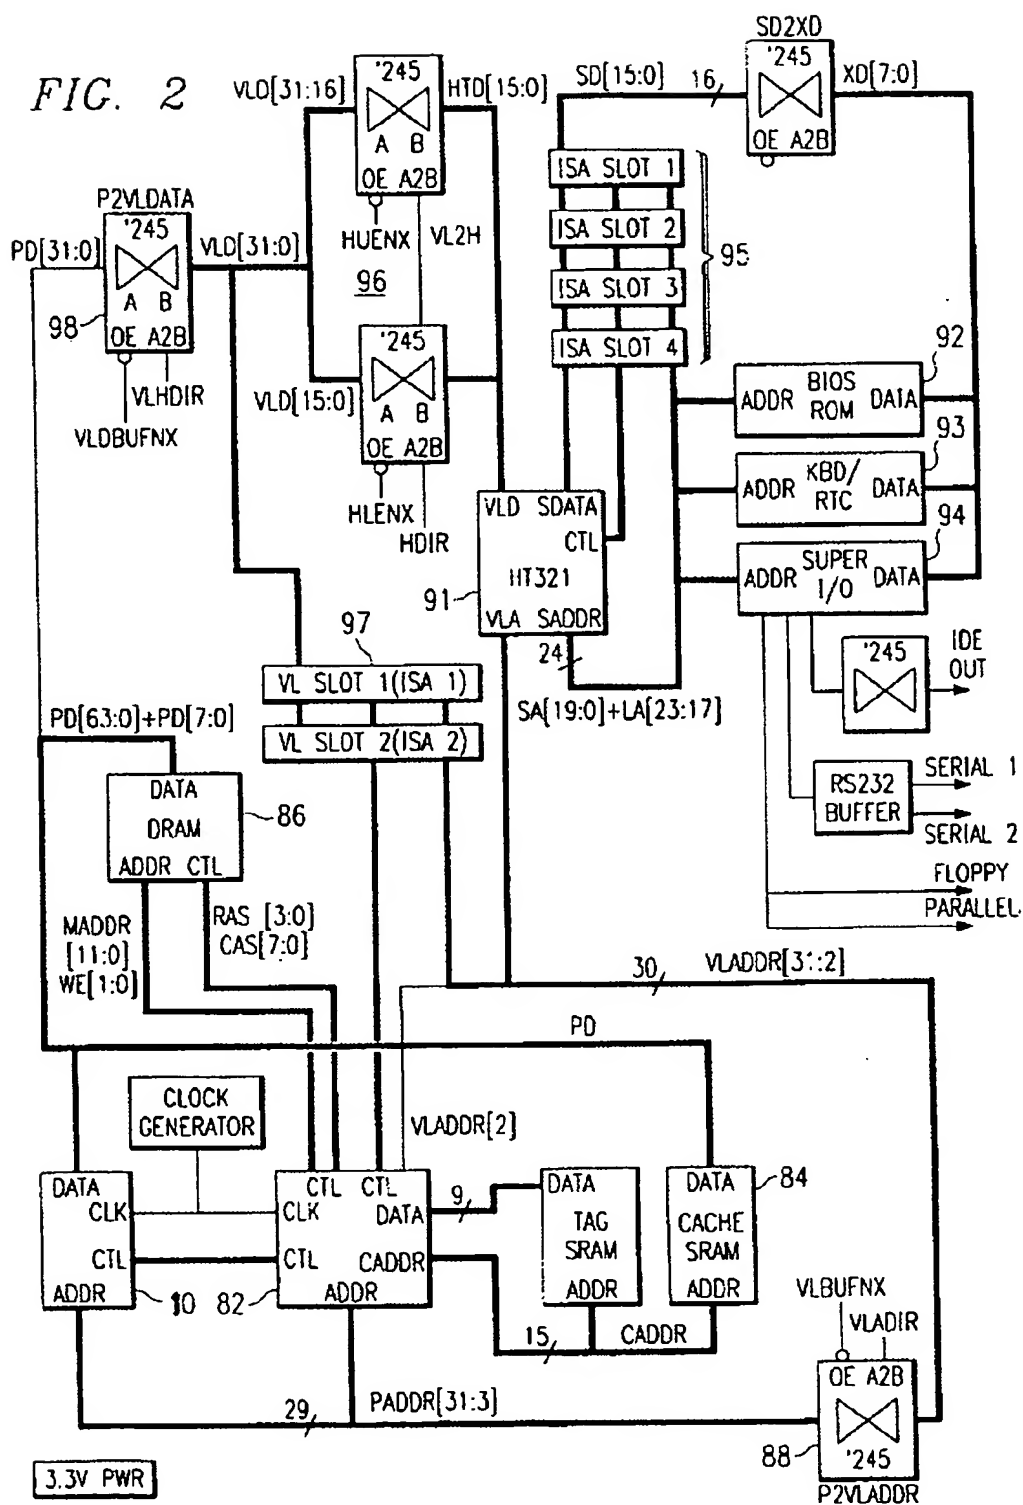 FIG. 2
SD2XD
'245
OE A2B
SD[15:0]
16
XD[7:0]
VLD[31:16]
'245
A B
OE A2B
HTD[15:0]
HUENX
VL2H
96
P2VLDATA
PD[31:0]
'245
A B
OE A2B
98
VLD[31:0]
VLHDIR
VLDBUFNX
VLD[15:0]
'245
A B
OE A2B
HLENX
HDIR
ISA SLOT 1
ISA SLOT 2
ISA SLOT 3
ISA SLOT 4
95
92
ADDR BIOS ROM DATA
93
ADDR KBD/ RTC DATA
94
ADDR SUPER I/O DATA
VLD SDATA
CTL
HT321
VLA SADDR
91
24
SA[19:0]+LA[23:17]
'245
IDE OUT
RS232 BUFFER
SERIAL 1
SERIAL 2
FLOPPY
PARALLEL
97
VL SLOT 1(ISA 1)
VL SLOT 2(ISA 2)
PD[63:0]+PD[7:0]
DATA
DRAM
ADDR CTL
86
MADDR
[11:0]
WE[1:0]
RAS [3:0]
CAS[7:0]
30
VLADDR[31:2]
PD
CLOCK GENERATOR
VLADDR[2]
DATA
CLK
CTL
ADDR
10
CTL CTL
CLK
DATA
CTL
CADDR
ADDR
82
9
DATA
TAG SRAM
ADDR
DATA
CACHE SRAM
ADDR
84
15
CADDR
29
PADDR[31:3]
VLBUFNX
VLADIR
OE A2B
'245
88
P2VLADDR
3.3V PWR